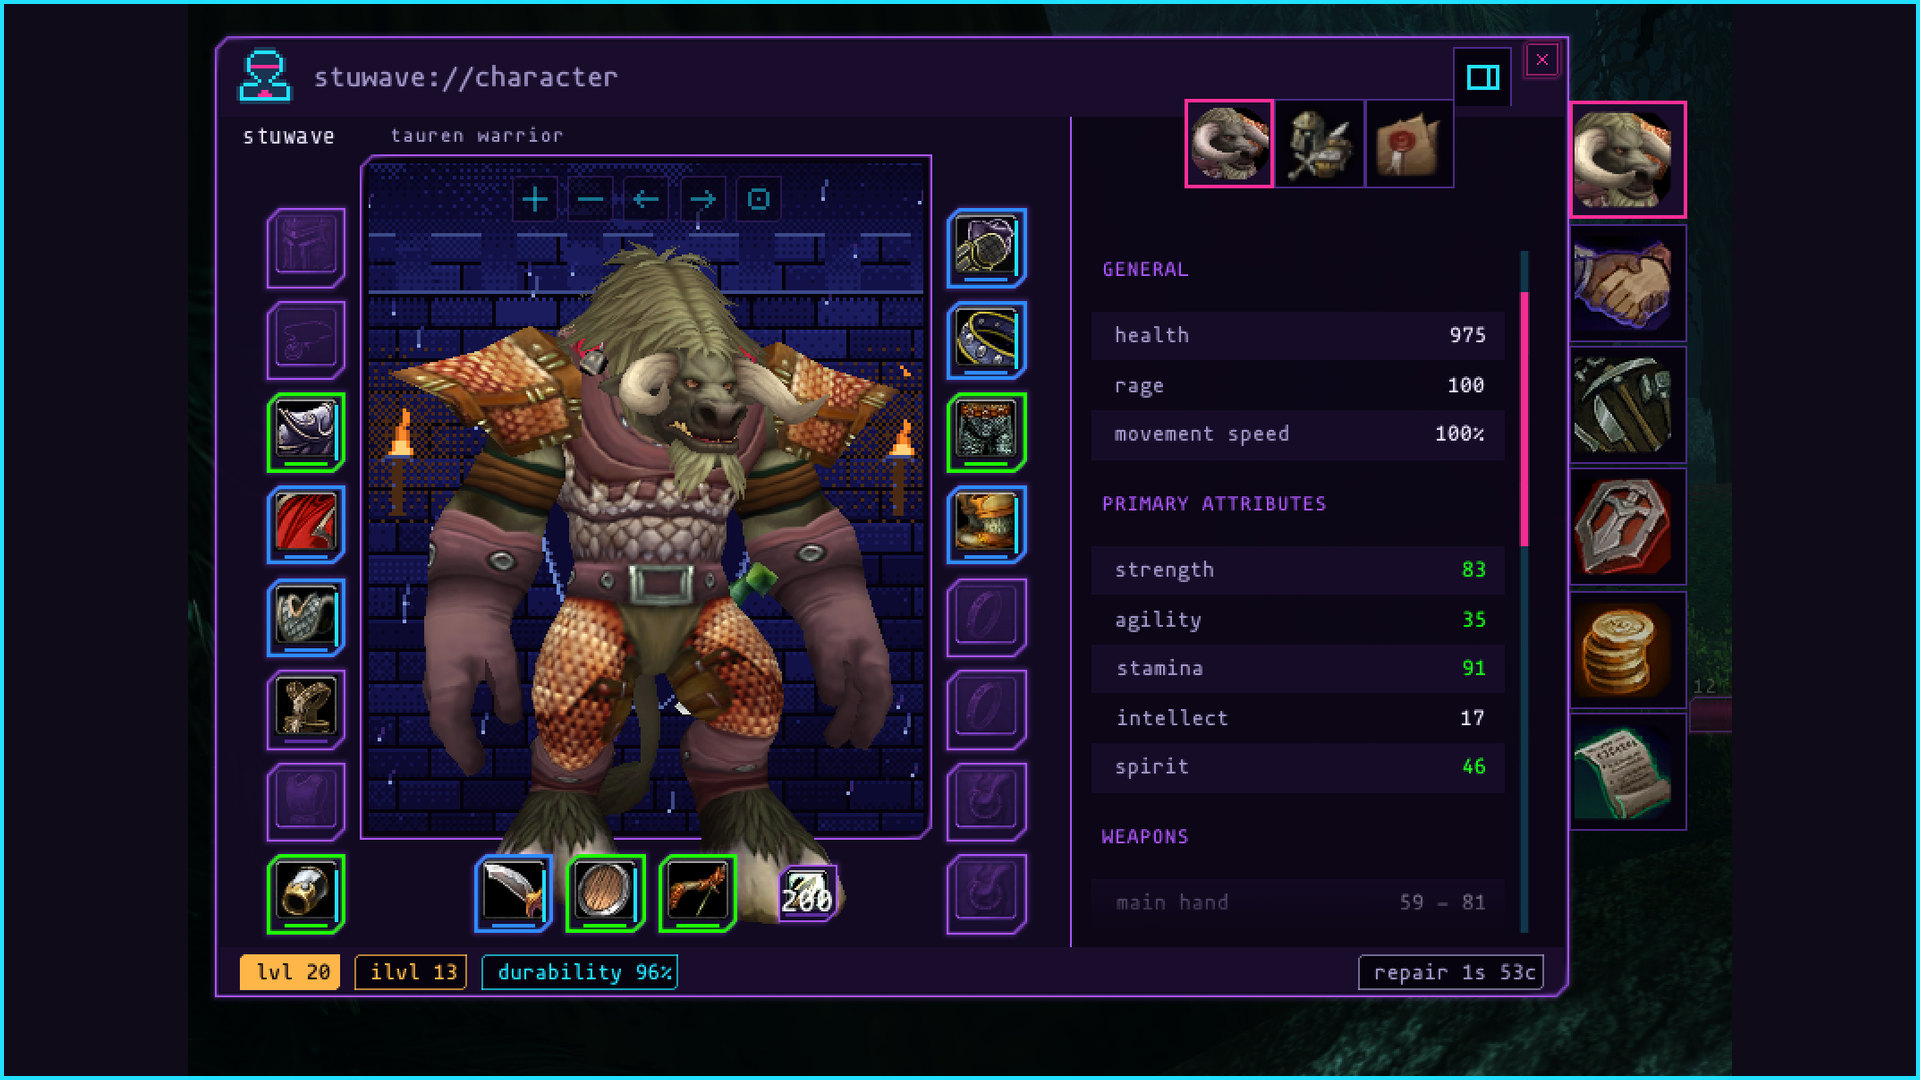 stuwave://character
stuwave
tauren warrior
GENERAL
health 975
rage 100
movement speed 100%
PRIMARY ATTRIBUTES
strength 83
agility 35
stamina 91
intellect 17
spirit 46
WEAPONS
main hand 59 – 81
200
12
lvl 20
ilvl 13
durability 96%
repair 1s 53c